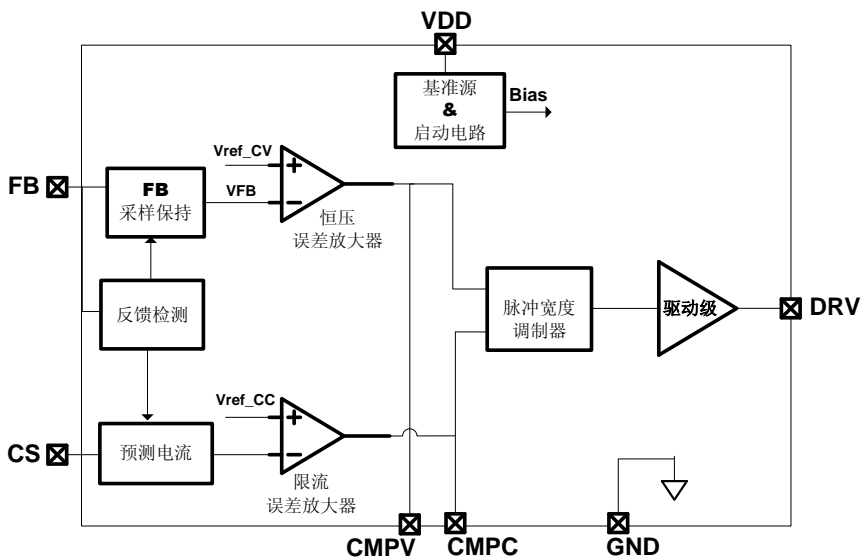 VDD
基准源
&
启动电路
Bias
FB
FB
采样保持
Vref_CV
VFB
+
−
恒压
误差放大器
反馈检测
脉冲宽度
调制器
驱动级
DRV
CS
预测电流
Vref_CC
+
−
限流
误差放大器
CMPV
CMPC
GND